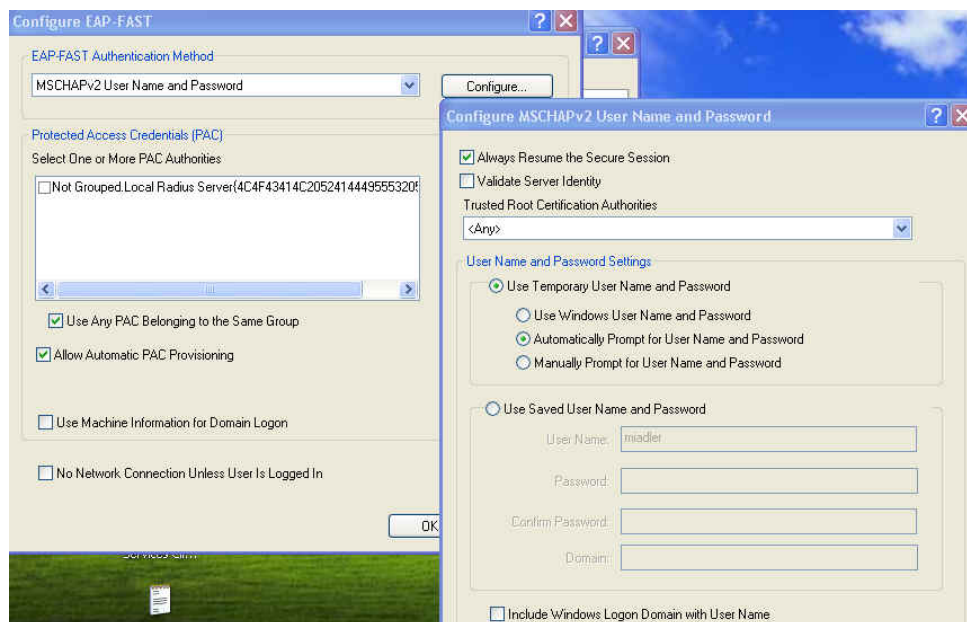 Configure EAP-FAST
EAP-FAST Authentication Method
MSCHAPv2 User Name and Password
Configure...
Protected Access Credentials (PAC)
Select One or More PAC Authorities
Not Grouped.Local Radius Server(4C4F43414C20524144495553205
Use Any PAC Belonging to the Same Group
Allow Automatic PAC Provisioning
Use Machine Information for Domain Logon
No Network Connection Unless User Is Logged In
OK
Configure MSCHAPv2 User Name and Password
Always Resume the Secure Session
Validate Server Identity
Trusted Root Certification Authorities
<Any>
User Name and Password Settings
Use Temporary User Name and Password
Use Windows User Name and Password
Automatically Prompt for User Name and Password
Manually Prompt for User Name and Password
Use Saved User Name and Password
User Name: miadler
Password:
Confirm Password:
Domain:
Include Windows Logon Domain with User Name